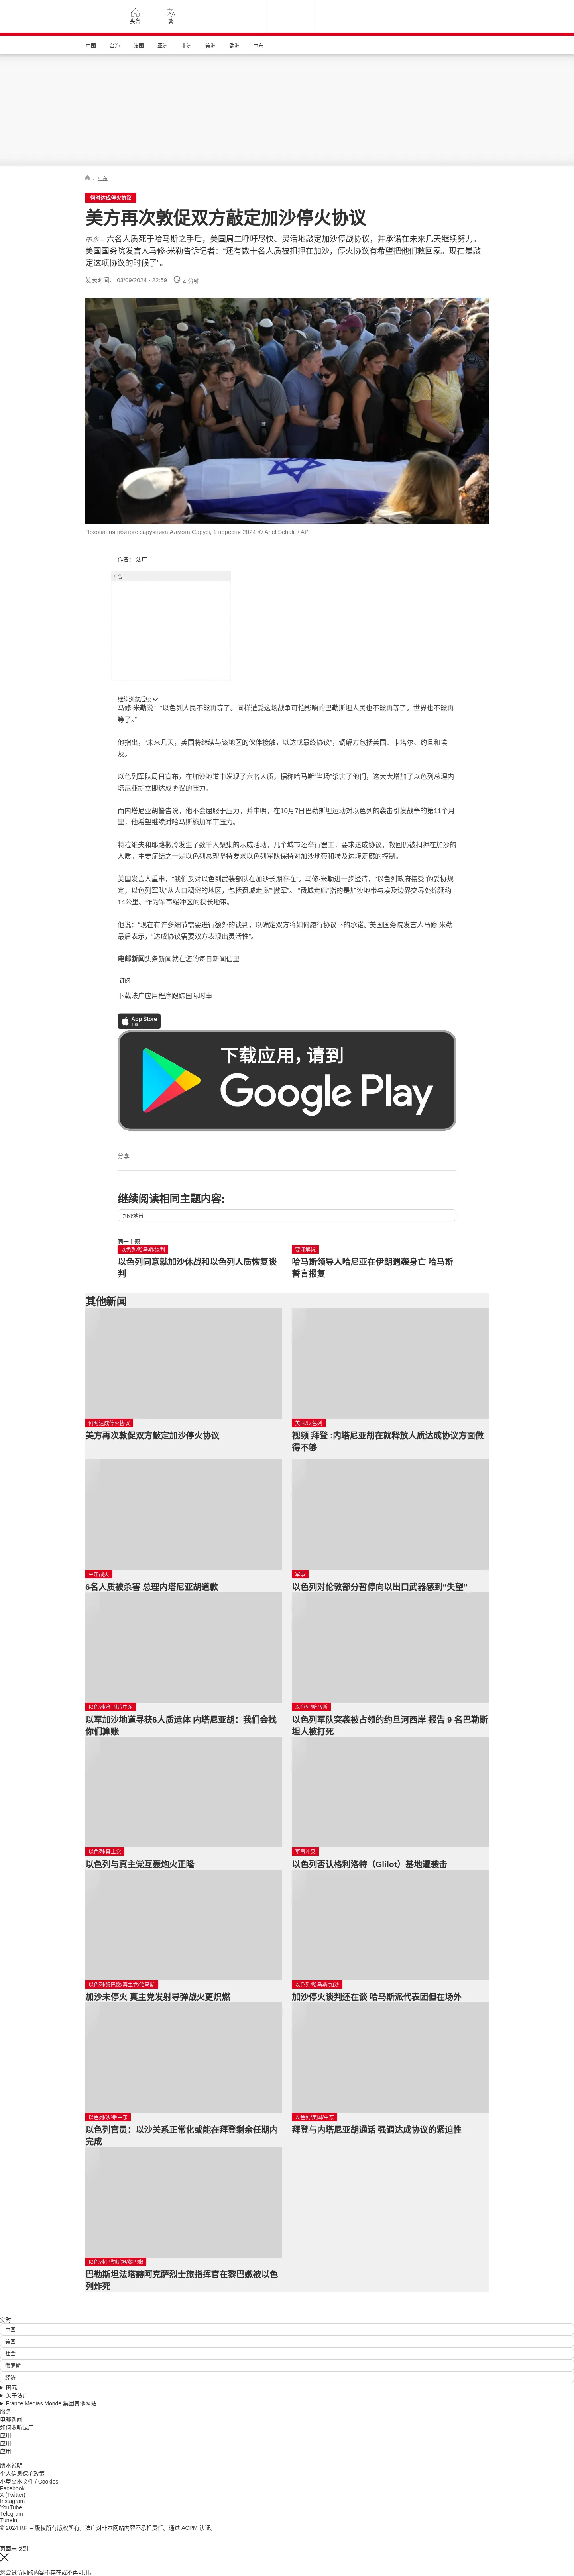 头条
繁
中国 台海 法国 亚洲 非洲 美洲 欧洲 中东
/ 中东
何时达成停火协议
美方再次敦促双方敲定加沙停火协议
中东 – 六名人质死于哈马斯之手后，美国周二呼吁尽快、灵活地敲定加沙停战协议，并承诺在未来几天继续努力。
美国国务院发言人马修·米勒告诉记者：“还有数十名人质被扣押在加沙，停火协议有希望把他们救回家。现在是敲
定这项协议的时候了”。
发表时间： 03/09/2024 - 22:59 4 分钟
Поховання вбитого заручника Алмога Сарусі, 1 вересня 2024 © Ariel Schalit / AP
作者： 法广
广告
继续浏览后续
马修·米勒说：“以色列人民不能再等了。同样遭受这场战争可怕影响的巴勒斯坦人民也不能再等了。世界也不能再
等了。”
他指出，“未来几天，美国将继续与该地区的伙伴接触，以达成最终协议”，调解方包括美国、卡塔尔、约旦和埃
及。
以色列军队周日宣布，在加沙地道中发现了六名人质，据称哈马斯“当场”杀害了他们，这大大增加了以色列总理内
塔尼亚胡立即达成协议的压力。
而内塔尼亚胡警告说，他不会屈服于压力，并申明，在10月7日巴勒斯坦运动对以色列的袭击引发战争的第11个月
里，他希望继续对哈马斯施加军事压力。
特拉维夫和耶路撒冷发生了数千人聚集的示威活动，几个城市还举行罢工，要求达成协议，救回仍被扣押在加沙的
人质。主要症结之一是以色列总理坚持要求以色列军队保持对加沙地带和埃及边境走廊的控制。
美国发言人重申，“我们反对以色列武装部队在加沙长期存在”。马修·米勒进一步澄清，“以色列政府接受”的妥协规
定，以色列军队“从人口稠密的地区，包括费城走廊”“撤军”。 “费城走廊”指的是加沙地带与埃及边界交界处绵延约
14公里、作为军事缓冲区的狭长地带。
他说：“现在有许多细节需要进行额外的谈判，以确定双方将如何履行协议下的承诺。”美国国务院发言人马修·米勒
最后表示，“达成协议需要双方表现出灵活性”。
电邮新闻头条新闻就在您的每日新闻信里
订阅
下载法广应用程序跟踪国际时事
App Store
下载
下载应用，请到
Google Play
分享 :
继续阅读相同主题内容:
加沙地带
同一主题
以色列/哈马斯/谈判
以色列同意就加沙休战和以色列人质恢复谈
判
要闻解说
哈马斯领导人哈尼亚在伊朗遇袭身亡 哈马斯
誓言报复
其他新闻
何时达成停火协议
美方再次敦促双方敲定加沙停火协议
美国/以色列
视频 拜登 :内塔尼亚胡在就释放人质达成协议方面做
得不够
中东战火
6名人质被杀害 总理内塔尼亚胡道歉
军事
以色列对伦敦部分暂停向以出口武器感到“失望”
以色列/哈马斯/中东
以军加沙地道寻获6人质遗体 内塔尼亚胡：我们会找
你们算账
以色列/哈马斯
以色列军队突袭被占领的约旦河西岸 报告 9 名巴勒斯
坦人被打死
以色列/真主党
以色列与真主党互轰炮火正隆
军事冲突
以色列否认格利洛特（Glilot）基地遭袭击
以色列/黎巴嫩/真主党/哈马斯
加沙未停火 真主党发射导弹战火更炽燃
以色列/哈马斯/加沙
加沙停火谈判还在谈 哈马斯派代表团但在场外
以色列/沙特/中东
以色列官员：以沙关系正常化或能在拜登剩余任期内
完成
以色列/美国/中东
拜登与内塔尼亚胡通话 强调达成协议的紧迫性
以色列/巴勒斯坦/黎巴嫩
巴勒斯坦法塔赫阿克萨烈士旅指挥官在黎巴嫩被以色
列炸死
实时
中国
美国
社会
俄罗斯
经济
国际
关于法广
France Médias Monde 集团其他网站
服务
电邮新闻
如何收听法广
应用
应用
应用
版本说明
个人信息保护政策
小型文本文件 / Cookies
Facebook
X (Twitter)
Instagram
YouTube
Telegram
TuneIn
© 2024 RFI – 版权所有版权所有。法广对非本网站内容不承担责任。通过 ACPM 认证。
页面未找到
您尝试访问的内容不存在或不再可用。